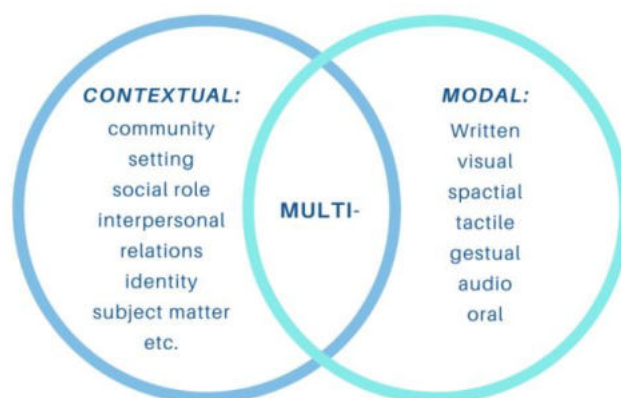 CONTEXTUAL:
community
setting
social role
interpersonal
relations
identity
subject matter
etc.
MULTI-
MODAL:
Written
visual
spactial
tactile
gestual
audio
oral